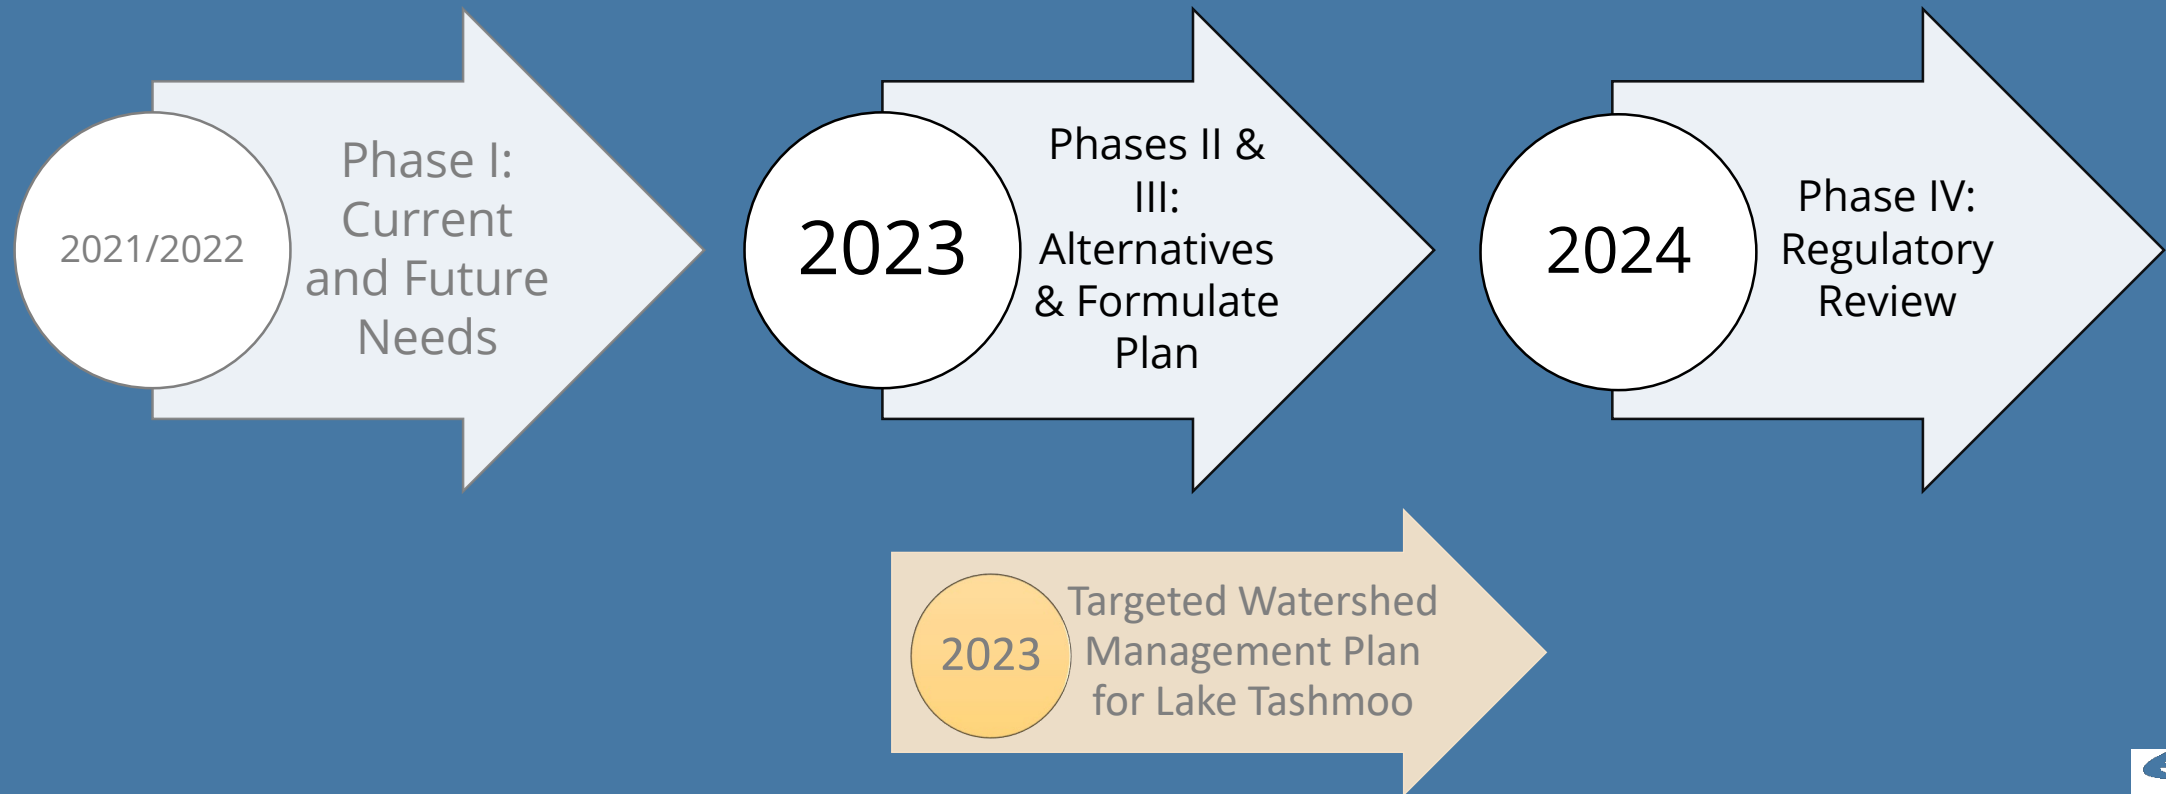 2021/2022
Phase I:
Current
and Future
Needs
2023
Phases II &
III:
Alternatives
& Formulate
Plan
2024
Phase IV:
Regulatory
Review
2023
Targeted Watershed
Management Plan
for Lake Tashmoo